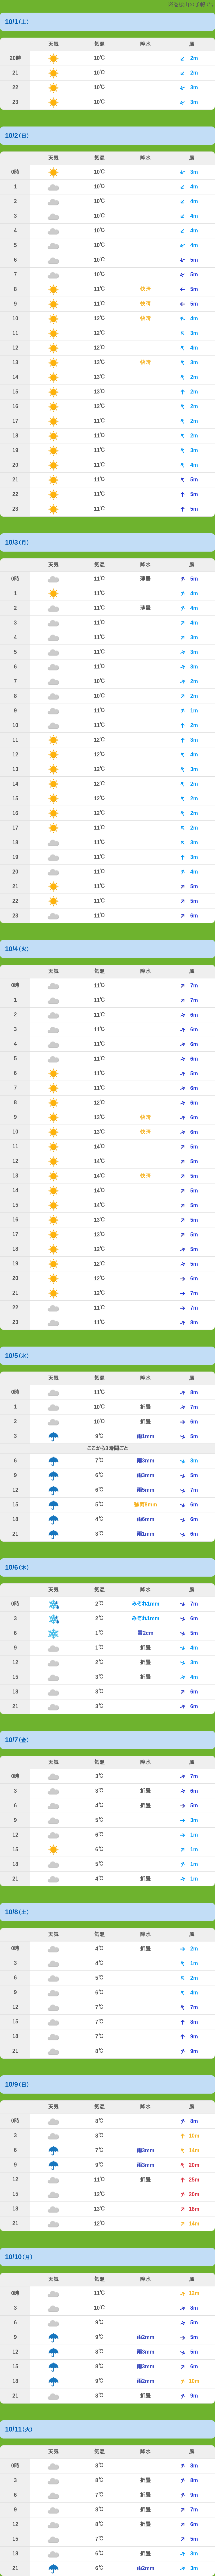 10/1(土)
天気 気温 降水 風
20時 10℃ 2m
21 10℃ 2m
22 10℃ 3m
23 10℃ 3m
10/2(日)
天気 気温 降水 風
0時 10℃ 3m
1 10℃ 4m
2 10℃ 4m
3 10℃ 4m
4 10℃ 4m
5 10℃ 4m
6 10℃ 5m
7 10℃ 5m
8 11℃ 快晴 5m
9 11℃ 快晴 5m
10 12℃ 快晴 4m
11 12℃ 3m
12 12℃ 4m
13 13℃ 快晴 3m
14 13℃ 2m
15 12℃ 2m
16 12℃ 2m
17 11℃ 2m
18 11℃ 2m
19 11℃ 3m
20 11℃ 4m
21 11℃ 5m
22 11℃ 5m
23 11℃ 5m
10/3(月)
天気 気温 降水 風
0時 11℃ 薄曇 5m
1 11℃ 4m
2 11℃ 薄曇 4m
3 11℃ 4m
4 11℃ 3m
5 11℃ 3m
6 11℃ 3m
7 10℃ 2m
8 10℃ 2m
9 11℃ 1m
10 11℃ 2m
11 12℃ 3m
12 12℃ 4m
13 12℃ 3m
14 12℃ 2m
15 12℃ 2m
16 12℃ 2m
17 11℃ 2m
18 11℃ 3m
19 11℃ 3m
20 11℃ 4m
21 11℃ 5m
22 11℃ 5m
23 11℃ 6m
10/4(火)
天気 気温 降水 風
0時 11℃ 7m
1 11℃ 7m
2 11℃ 6m
3 11℃ 6m
4 11℃ 6m
5 11℃ 6m
6 11℃ 5m
7 11℃ 6m
8 12℃ 6m
9 13℃ 快晴 6m
10 13℃ 快晴 6m
11 14℃ 5m
12 14℃ 5m
13 14℃ 快晴 5m
14 14℃ 5m
15 14℃ 5m
16 13℃ 5m
17 13℃ 5m
18 12℃ 5m
19 12℃ 5m
20 12℃ 6m
21 12℃ 7m
22 11℃ 7m
23 11℃ 8m
10/5(水)
天気 気温 降水 風
0時 11℃ 8m
1 10℃ 折曇 7m
2 10℃ 折曇 6m
3 9℃ 雨1mm 5m
ここから3時間ごと
6 7℃ 雨3mm 3m
9 6℃ 雨3mm 5m
12 6℃ 雨5mm 7m
15 5℃ 強雨8mm 6m
18 4℃ 雨6mm 6m
21 3℃ 雨1mm 6m
10/6(木)
天気 気温 降水 風
0時 2℃ みぞれ1mm 7m
3 2℃ みぞれ1mm 6m
6 1℃ 雪2cm 5m
9 1℃ 折曇 4m
12 2℃ 折曇 3m
15 3℃ 折曇 4m
18 3℃ 6m
21 3℃ 6m
10/7(金)
天気 気温 降水 風
0時 3℃ 7m
3 3℃ 折曇 6m
6 4℃ 折曇 5m
9 5℃ 3m
12 6℃ 1m
15 6℃ 1m
18 5℃ 1m
21 4℃ 折曇 1m
10/8(土)
天気 気温 降水 風
0時 4℃ 折曇 2m
3 4℃ 1m
6 5℃ 2m
9 6℃ 4m
12 7℃ 7m
15 7℃ 8m
18 7℃ 9m
21 8℃ 9m
10/9(日)
天気 気温 降水 風
0時 8℃ 8m
3 8℃ 10m
6 7℃ 雨3mm 14m
9 9℃ 雨3mm 20m
12 11℃ 折曇 25m
15 12℃ 20m
18 13℃ 18m
21 12℃ 14m
10/10(月)
天気 気温 降水 風
0時 11℃ 12m
3 10℃ 8m
6 9℃ 5m
9 9℃ 雨2mm 5m
12 8℃ 雨3mm 5m
15 8℃ 雨3mm 6m
18 9℃ 雨2mm 10m
21 8℃ 折曇 9m
10/11(火)
天気 気温 降水 風
0時 8℃ 8m
3 8℃ 折曇 8m
6 7℃ 折曇 9m
9 8℃ 折曇 7m
12 8℃ 折曇 6m
15 7℃ 5m
18 6℃ 折曇 3m
21 6℃ 雨2mm 3m